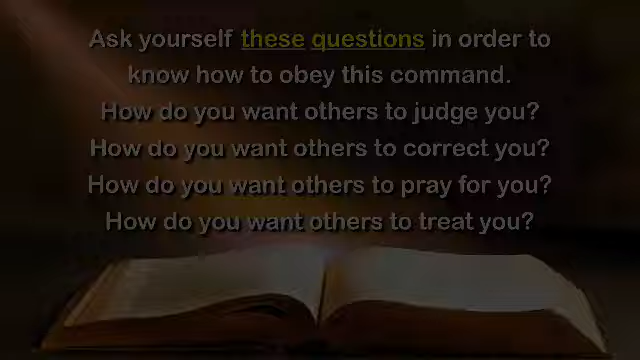 Ask yourself these questions in order to
know how to obey this command.
How do you want others to judge you?
How do you want others to correct you?
How do you want others to pray for you?
How do you want others to treat you?